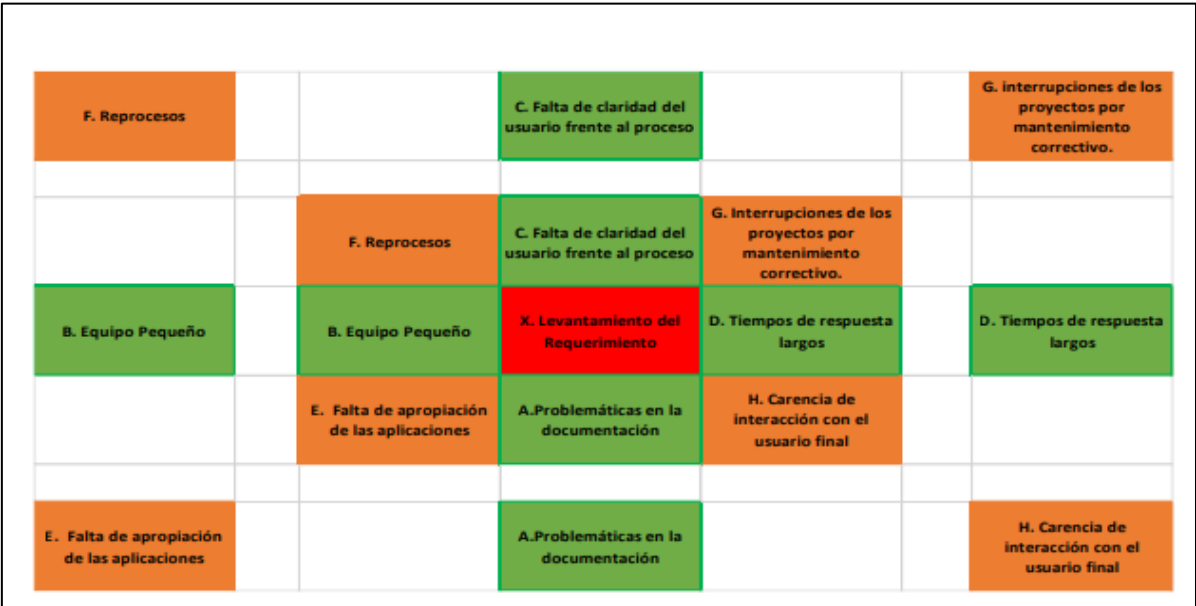 F. Reprocesos
C. Falta de claridad del
usuario frente al proceso
G. interrupciones de los
proyectos por
mantenimiento
correctivo.
F. Reprocesos
C. Falta de claridad del
usuario frente al proceso
G. Interrupciones de los
proyectos por
mantenimiento
correctivo.
B. Equipo Pequeño
B. Equipo Pequeño
X. Levantamiento del
Requerimiento
D. Tiempos de respuesta
largos
D. Tiempos de respuesta
largos
E. Falta de apropiación
de las aplicaciones
A.Problemáticas en la
documentación
H. Carencia de
interacción con el
usuario final
E. Falta de apropiación
de las aplicaciones
A.Problemáticas en la
documentación
H. Carencia de
interacción con el
usuario final